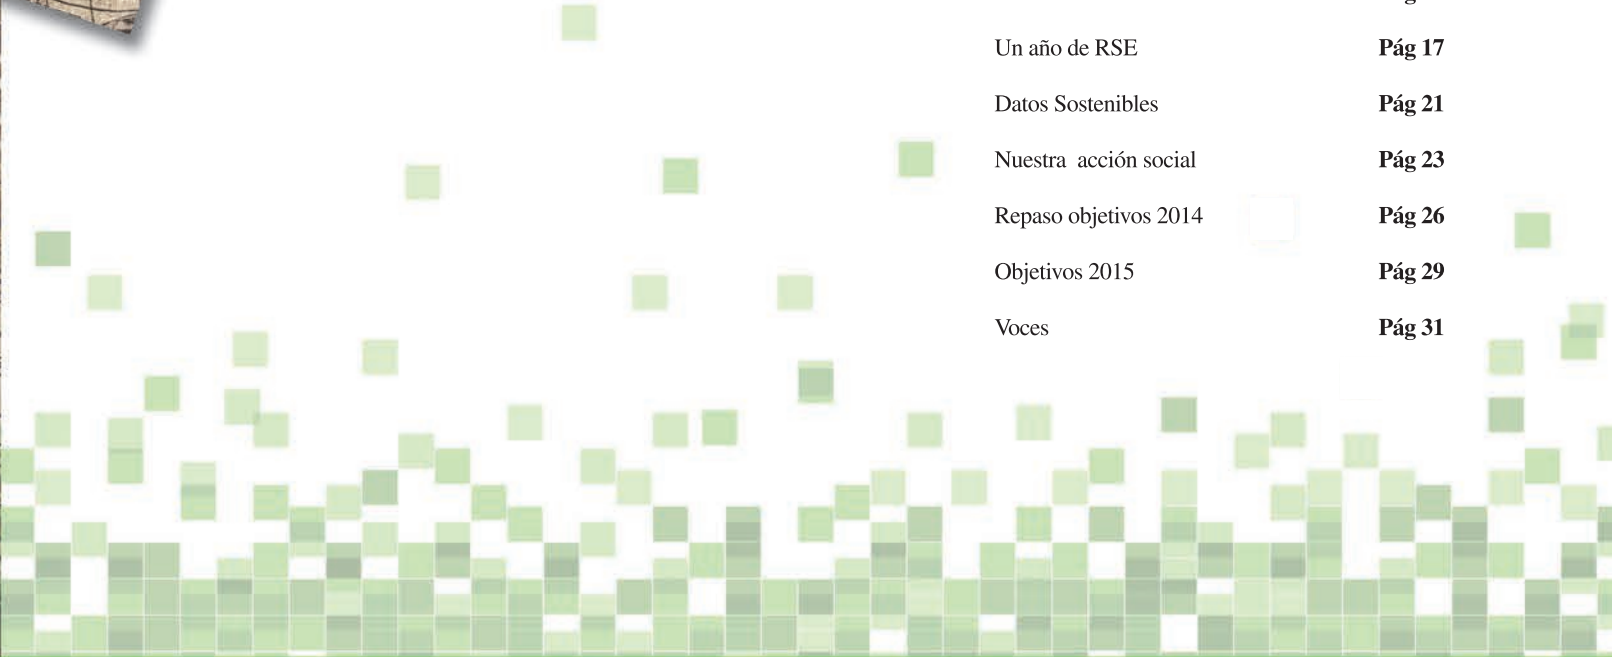 Un año de RSE Pág 17
Datos Sostenibles Pág 21
Nuestra acción social Pág 23
Repaso objetivos 2014 Pág 26
Objetivos 2015 Pág 29
Voces Pág 31